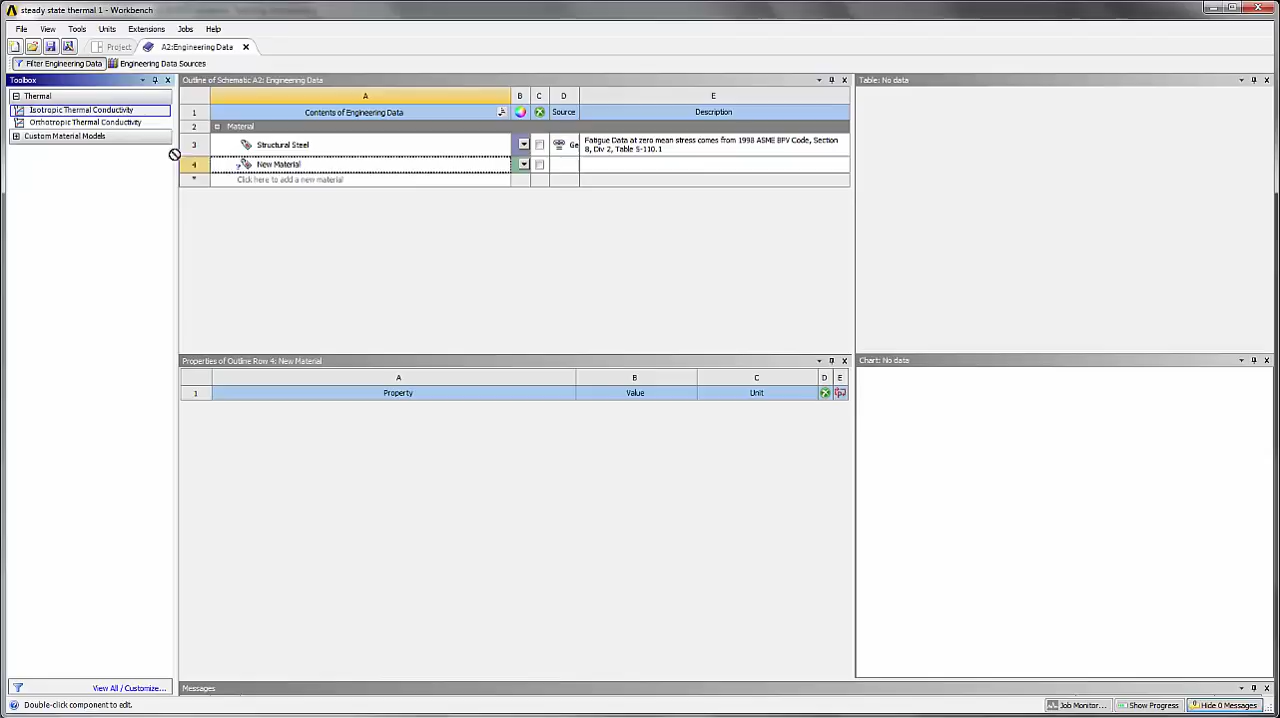 steady state thermal 1 - Workbench
File View Tools Units Extensions Jobs Help
Project A2:Engineering Data
Filter Engineering Data Engineering Data Sources
Toolbox
Thermal
Isotropic Thermal Conductivity
Orthotropic Thermal Conductivity
Custom Material Models
View All / Customize...
Outline of Schematic A2: Engineering Data
A B C D E
1 Contents of Engineering Data Source Description
2 Material
3 Structural Steel Ge Fatigue Data at zero mean stress comes from 1998 ASME BPV Code, Section
8, Div 2, Table 5-110.1
4 New Material
* Click here to add a new material
Table: No data
Properties of Outline Row 4: New Material
A B C D E
1 Property Value Unit
Chart: No data
Messages
Double-click component to edit.
Job Monitor... Show Progress Hide 0 Messages